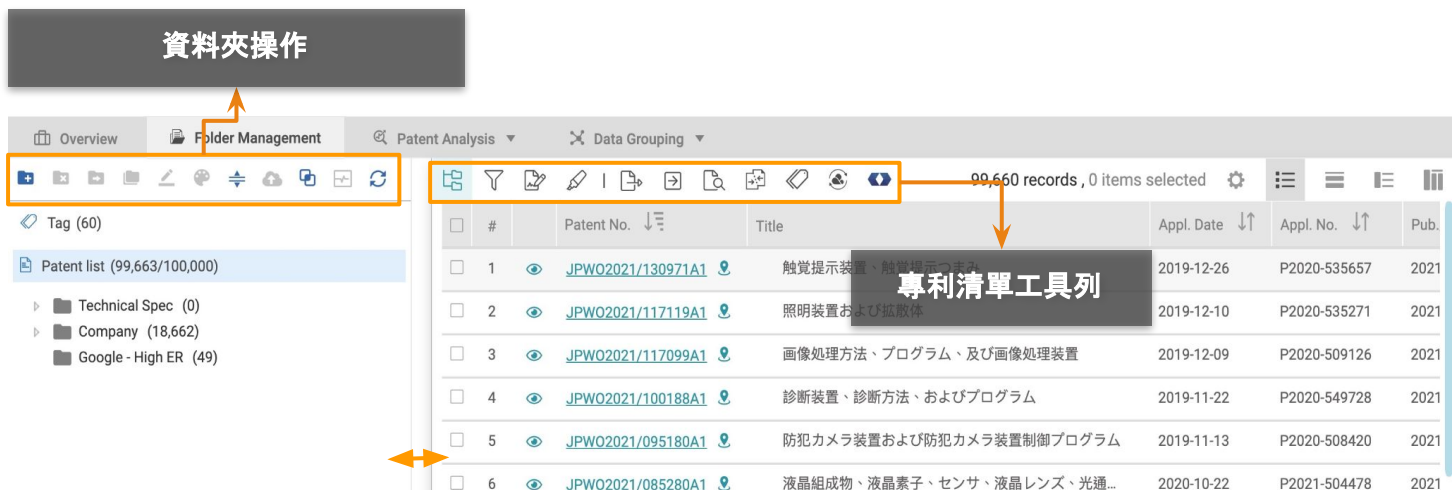 資料夾操作
Overview
Folder Management
Patent Analysis
Data Grouping
99,660 records , 0 items selected
Tag (60)
Patent list (99,663/100,000)
Technical Spec (0)
Company (18,662)
Google - High ER (49)
# Patent No. Title Appl. Date Appl. No. Pub.
1 JPWO2021/130971A1 触覚提示装置、触覚提示つまみ 2019-12-26 P2020-535657 2021
專利清單工具列
2 JPWO2021/117119A1 照明装置および拡散体 2019-12-10 P2020-535271 2021
3 JPWO2021/117099A1 画像処理方法、プログラム、及び画像処理装置 2019-12-09 P2020-509126 2021
4 JPWO2021/100188A1 診断装置、診断方法、およびプログラム 2019-11-22 P2020-549728 2021
5 JPWO2021/095180A1 防犯カメラ装置および防犯カメラ装置制御プログラム 2019-11-13 P2020-508420 2021
6 JPWO2021/085280A1 液晶組成物、液晶素子、センサ、液晶レンズ、光通... 2020-10-22 P2021-504478 2021